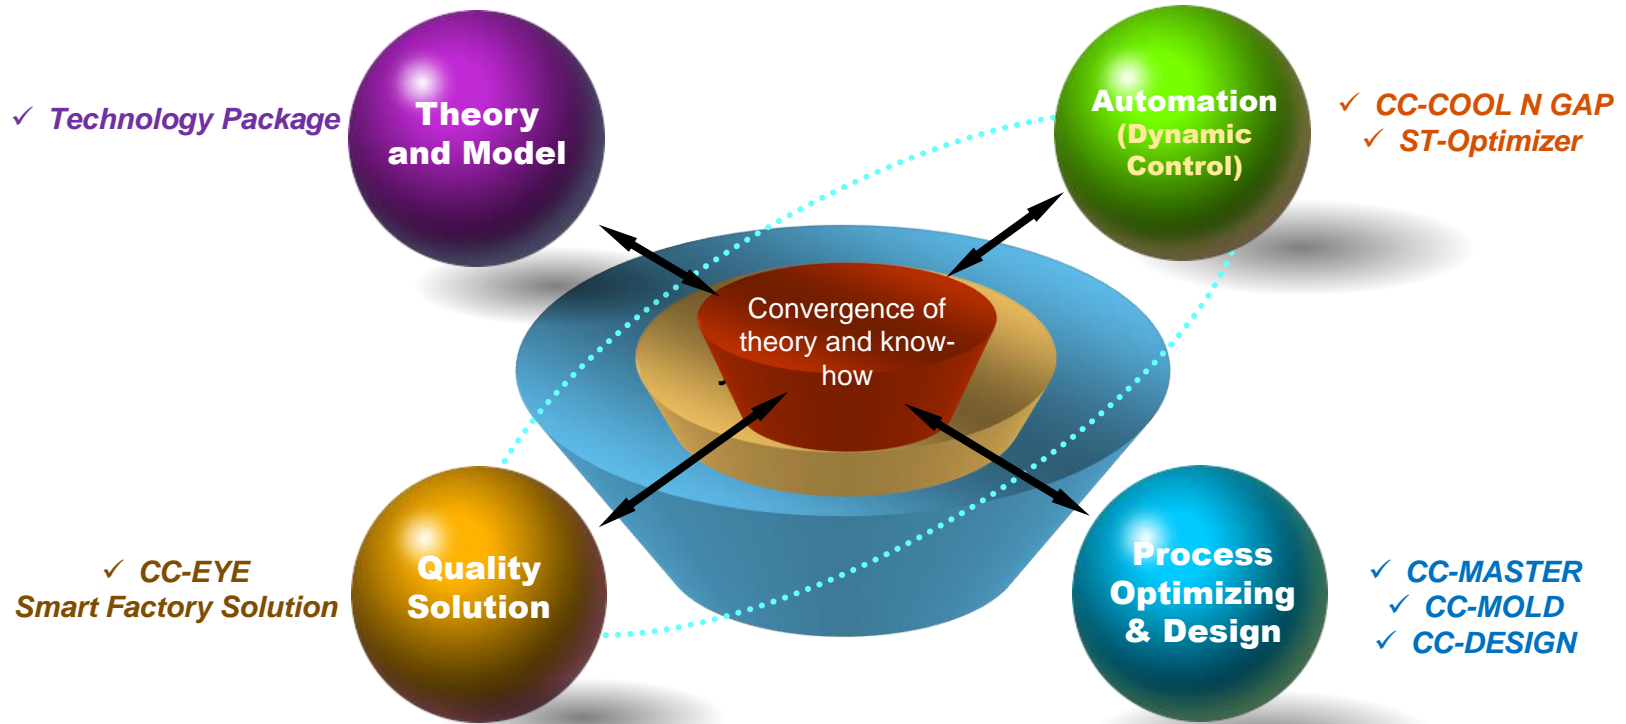 ✓ Technology Package
Theory
and Model
Automation
(Dynamic
Control)
✓ CC-COOL N GAP
✓ ST-Optimizer
Convergence of
theory and know-
how
✓ CC-EYE
Smart Factory Solution
Quality
Solution
Process
Optimizing
& Design
✓ CC-MASTER
✓ CC-MOLD
✓ CC-DESIGN